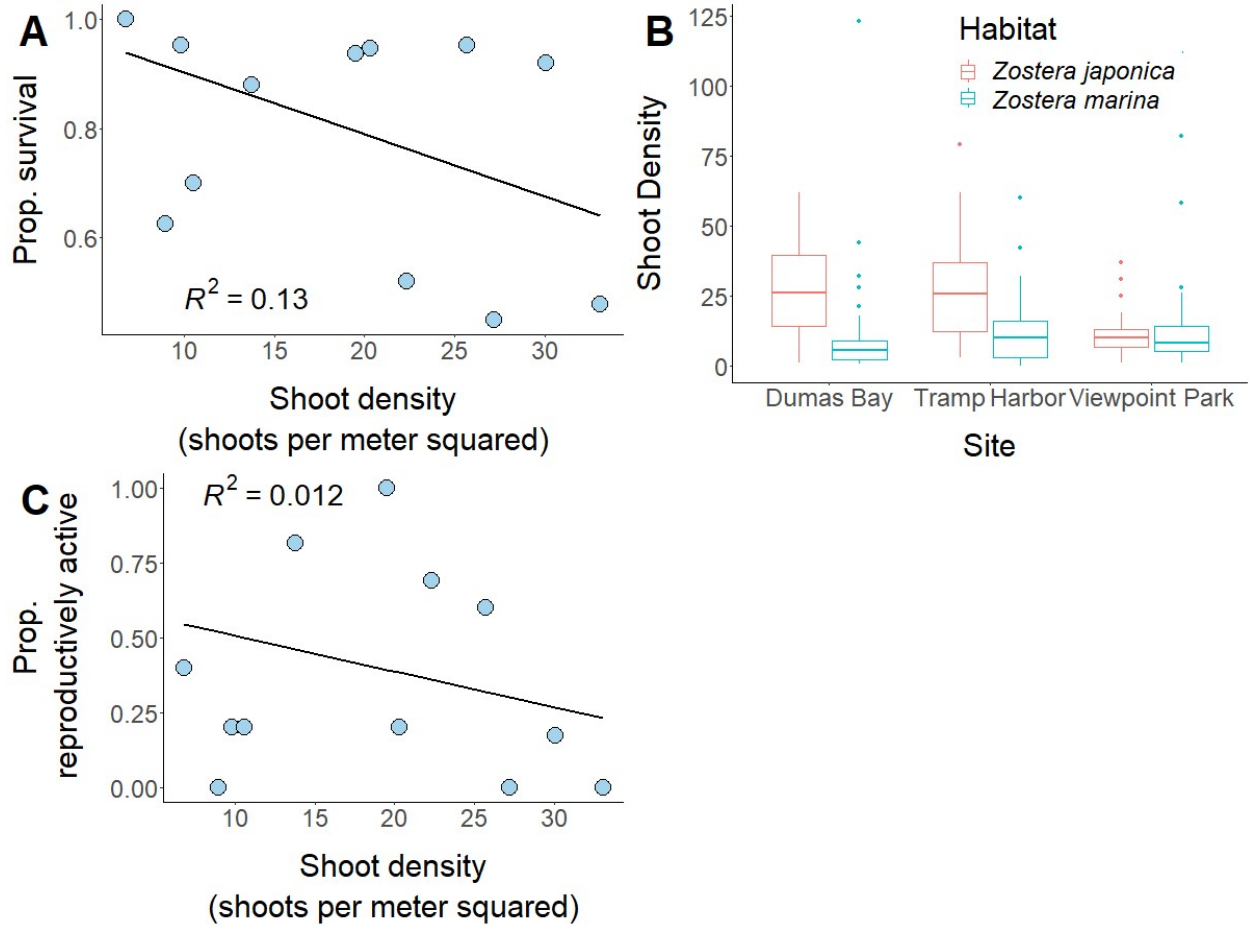 A
Prop. survival
1.0
0.8
0.6
R² = 0.13
10 15 20 25 30
Shoot density
(shoots per meter squared)
B
Shoot Density
125
100
75
50
25
0
Habitat
Zostera japonica
Zostera marina
Dumas Bay Tramp Harbor Viewpoint Park
Site
C
Prop.
reproductively active
1.00
0.75
0.50
0.25
0.00
R² = 0.012
10 15 20 25 30
Shoot density
(shoots per meter squared)